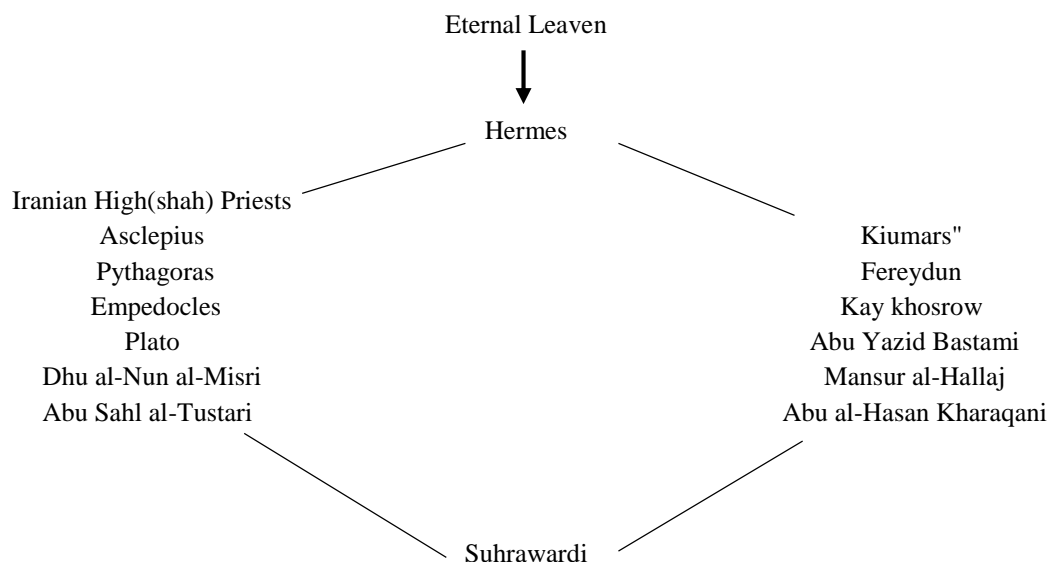 Eternal Leaven
Hermes
Iranian High(shah) Priests
Asclepius
Pythagoras
Empedocles
Plato
Dhu al-Nun al-Misri
Abu Sahl al-Tustari
Kiumars"
Fereydun
Kay khosrow
Abu Yazid Bastami
Mansur al-Hallaj
Abu al-Hasan Kharaqani
Suhrawardi